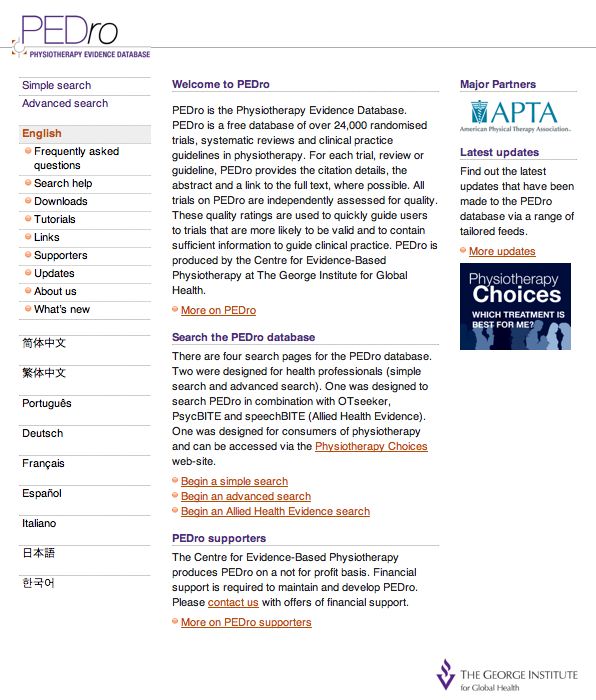 PEDro
PHYSIOTHERAPY EVIDENCE DATABASE
Simple search
Advanced search
English
Frequently asked
questions
Search help
Downloads
Tutorials
Links
Supporters
Updates
About us
What's new
简体中文
繁体中文
Português
Deutsch
Français
Español
Italiano
日本語
한국어
Welcome to PEDro
PEDro is the Physiotherapy Evidence Database.
PEDro is a free database of over 24,000 randomised
trials, systematic reviews and clinical practice
guidelines in physiotherapy. For each trial, review or
guideline, PEDro provides the citation details, the
abstract and a link to the full text, where possible. All
trials on PEDro are independently assessed for quality.
These quality ratings are used to quickly guide users
to trials that are more likely to be valid and to contain
sufficient information to guide clinical practice. PEDro is
produced by the Centre for Evidence-Based
Physiotherapy at The George Institute for Global
Health.
More on PEDro
Search the PEDro database
There are four search pages for the PEDro database.
Two were designed for health professionals (simple
search and advanced search). One was designed to
search PEDro in combination with OTseeker,
PsycBITE and speechBITE (Allied Health Evidence).
One was designed for consumers of physiotherapy
and can be accessed via the Physiotherapy Choices
web-site.
Begin a simple search
Begin an advanced search
Begin an Allied Health Evidence search
PEDro supporters
The Centre for Evidence-Based Physiotherapy
produces PEDro on a not for profit basis. Financial
support is required to maintain and develop PEDro.
Please contact us with offers of financial support.
More on PEDro supporters
Major Partners
APTA
American Physical Therapy Association.
Latest updates
Find out the latest
updates that have been
made to the PEDro
database via a range of
tailored feeds.
More updates
Physiotherapy
Choices
WHICH TREATMENT IS
BEST FOR ME?
THE GEORGE INSTITUTE
for Global Health